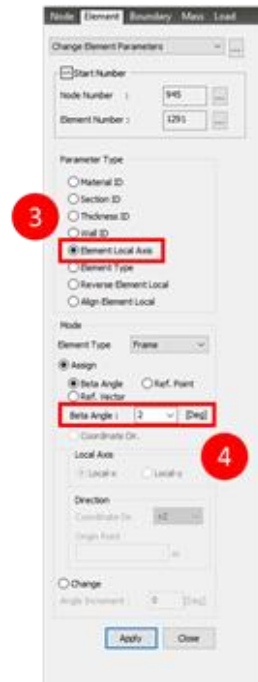 Node Element Boundary Mass Load
Change Element Parameters
Start Number
Node Number : 945
Element Number : 1291
Parameter Type
Material ID
Section ID
Thickness ID
Wall ID
3
Element Local Axis
Element Type
Reverse Element Local
Align Element Local
Mode
Element Type Frame
Assign
Beta Angle Ref. Point
Ref. Vector
Beta Angle : 2 [Deg]
4
Coordinate Dir.
Local Axis
Local-x Local-y
Direction
Coordinate Dir. +Z
Origin Point
m
Change
Angle Increment : 0 [Deg]
Apply Close